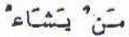 مَن ْ يَشَاء ُ